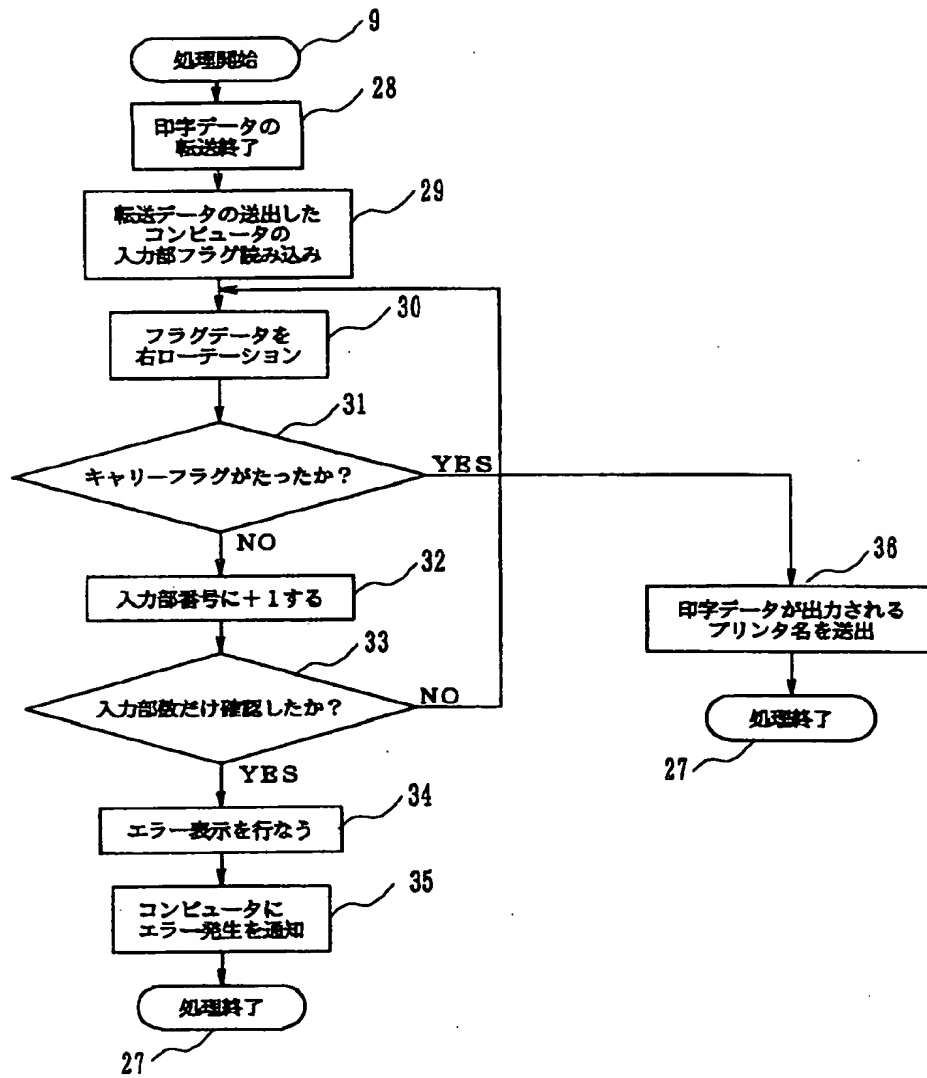 9
処理開始
28
印字データの
転送終了
29
転送データの送出した
コンピュータの
入力部フラグ読み込み
30
フラグデータを
右ローテーション
31
キャリーフラグがたったか？
YES
NO
32
入力部番号に＋1する
36
印字データが出力される
プリンタ名を送出
33
入力部数だけ確認したか？
NO
処理終了
27
YES
34
エラー表示を行なう
35
コンピュータに
エラー発生を通知
処理終了
27